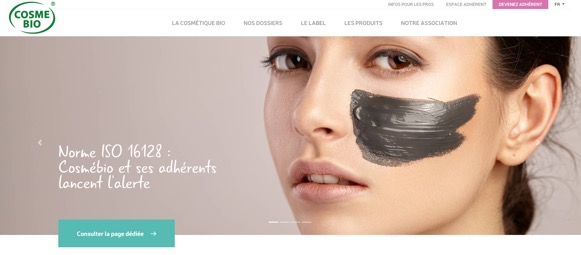 INFOS POUR LES PROS ESPACE ADHÉRENT DEVENEZ ADHÉRENT FR
COSME
BIO
®
LA COSMÉTIQUE BIO NOS DOSSIERS LE LABEL LES PRODUITS NOTRE ASSOCIATION
Norme ISO 16128 :
Cosmébio et ses adhérents
lancent l'alerte
Consulter la page dédiée